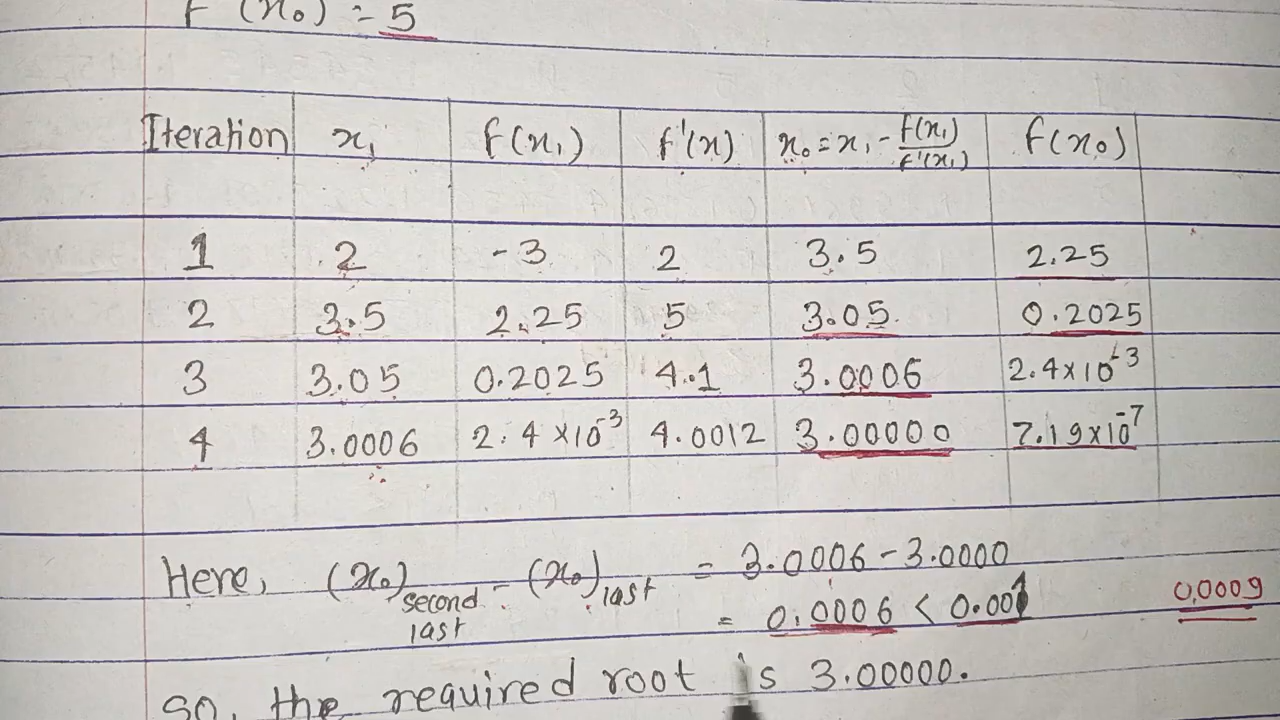 f (x₀) = 5
Iteration x₁ f(x₁) f'(x) x₀ = x₁ - f(x₁)/f'(x₁) f(x₀)
1 2 -3 2 3.5 2.25
2 3.5 2.25 5 3.05 0.2025
3 3.05 0.2025 4.1 3.0006 2.4×10⁻³
4 3.0006 2.4×10⁻³ 4.0012 3.00000 7.19×10⁻⁷
Here, (x₀)second last - (x₀)last = 3.0006 - 3.0000
= 0.0006 < 0.001 0.0009
So, the required root is 3.00000.